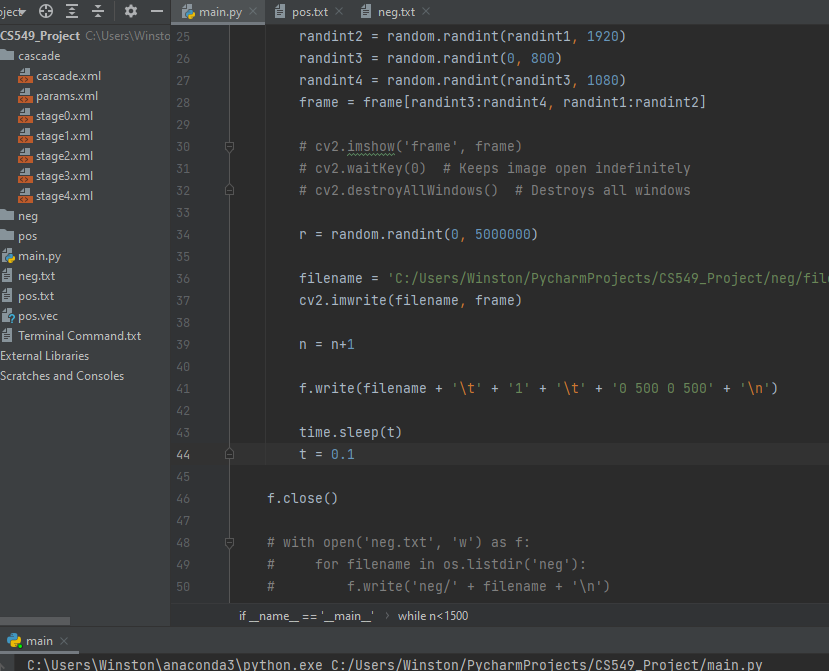 ject
main.py
pos.txt
neg.txt
CS549_Project C:\Users\Winsto
cascade
cascade.xml
params.xml
stage0.xml
stage1.xml
stage2.xml
stage3.xml
stage4.xml
neg
pos
main.py
neg.txt
pos.txt
pos.vec
Terminal Command.txt
External Libraries
Scratches and Consoles
25 randint2 = random.randint(randint1, 1920)
26 randint3 = random.randint(0, 800)
27 randint4 = random.randint(randint3, 1080)
28 frame = frame[randint3:randint4, randint1:randint2]
29
30 # cv2.imshow('frame', frame)
31 # cv2.waitKey(0)  # Keeps image open indefinitely
32 # cv2.destroyAllWindows()  # Destroys all windows
33
34 r = random.randint(0, 5000000)
35
36 filename = 'C:/Users/Winston/PycharmProjects/CS549_Project/neg/fil
37 cv2.imwrite(filename, frame)
38
39 n = n+1
40
41 f.write(filename + '\t' + '1' + '\t' + '0 500 0 500' + '\n')
42
43 time.sleep(t)
44 t = 0.1
45
46 f.close()
47
48 # with open('neg.txt', 'w') as f:
49 #     for filename in os.listdir('neg'):
50 #         f.write('neg/' + filename + '\n')
if __name__ == '__main__' › while n<1500
main
C:\Users\Winston\anaconda3\python.exe C:/Users/Winston/PycharmProjects/CS549_Project/main.py